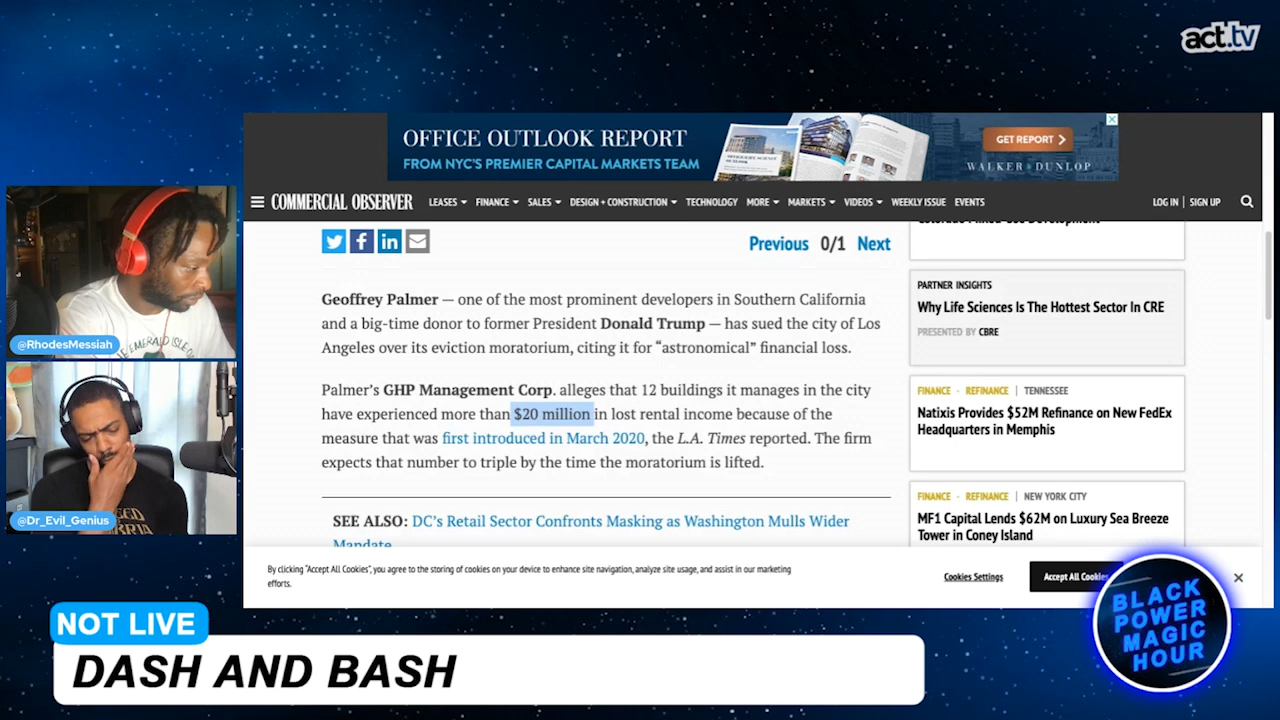 act.tv
OFFICE OUTLOOK REPORT
FROM NYC'S PREMIER CAPITAL MARKETS TEAM
GET REPORT >
WALKER & DUNLOP
COMMERCIAL OBSERVER
LEASES FINANCE SALES DESIGN + CONSTRUCTION TECHNOLOGY MORE MARKETS VIDEOS WEEKLY ISSUE EVENTS
LOG IN | SIGN UP
Previous 0/1 Next
Geoffrey Palmer — one of the most prominent developers in Southern California
and a big-time donor to former President Donald Trump — has sued the city of Los
Angeles over its eviction moratorium, citing it for “astronomical” financial loss.
Palmer’s GHP Management Corp. alleges that 12 buildings it manages in the city
have experienced more than $20 million in lost rental income because of the
measure that was first introduced in March 2020, the L.A. Times reported. The firm
expects that number to triple by the time the moratorium is lifted.
SEE ALSO: DC’s Retail Sector Confronts Masking as Washington Mulls Wider
Mandate
PARTNER INSIGHTS
Why Life Sciences Is The Hottest Sector In CRE
PRESENTED BY CBRE
FINANCE - REFINANCE | TENNESSEE
Natixis Provides $52M Refinance on New FedEx
Headquarters in Memphis
FINANCE - REFINANCE | NEW YORK CITY
MF1 Capital Lends $62M on Luxury Sea Breeze
Tower in Coney Island
By clicking “Accept All Cookies”, you agree to the storing of cookies on your device to enhance site navigation, analyze site usage, and assist in our marketing
efforts.
Cookies Settings
Accept All Cookies
@RhodesMessiah
@Dr_Evil_Genius
NOT LIVE
DASH AND BASH
BLACK
POWER
MAGIC
HOUR